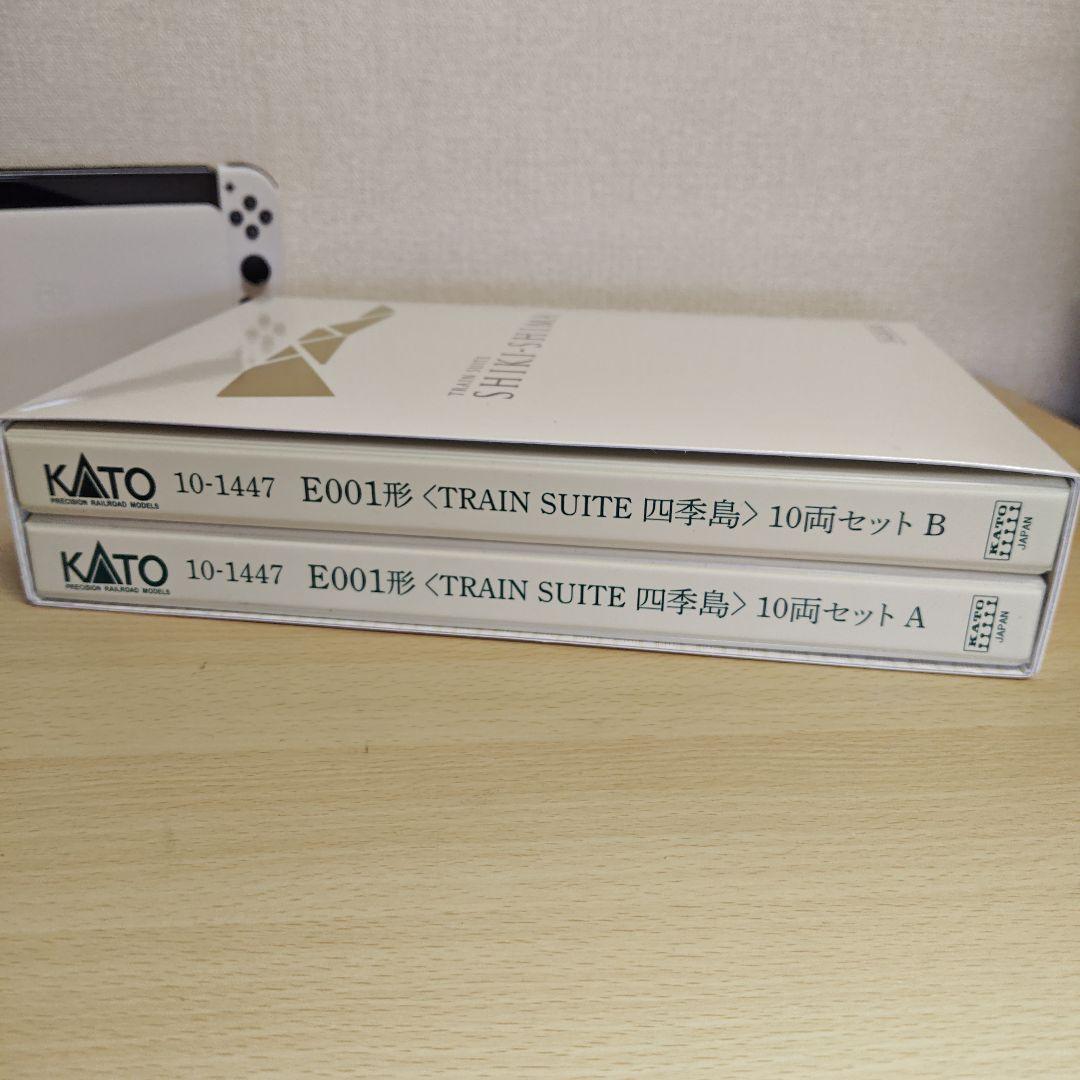 TRAIN SUITE
SHIKI-SHIMA
KATO
PRECISION RAILROAD MODELS
10-1447 E001形〈TRAIN SUITE 四季島〉10両セット B
KATO
JAPAN
KATO
PRECISION RAILROAD MODELS
10-1447 E001形〈TRAIN SUITE 四季島〉10両セット A
KATO
JAPAN